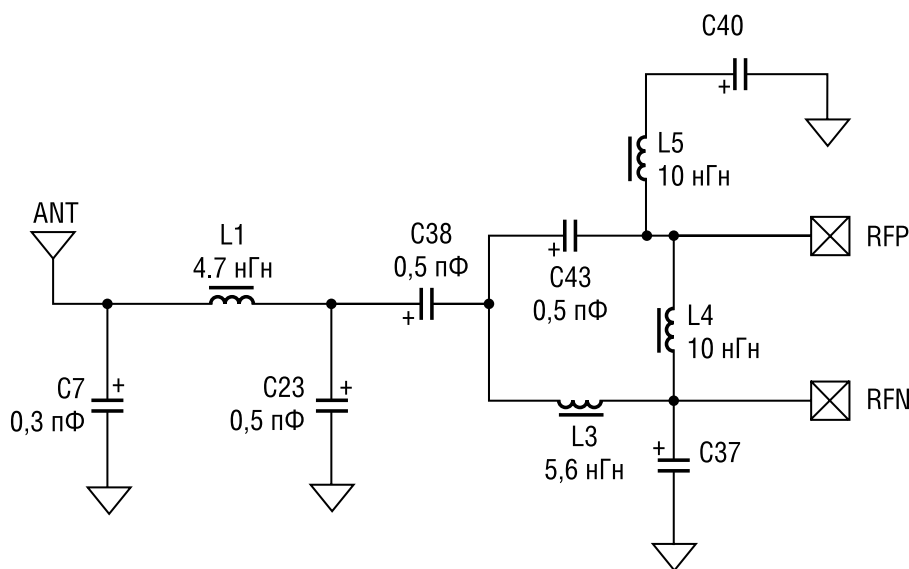 C40
L5
10 нГн
ANT
RFP
L1
4.7 нГн
C38
0,5 пФ
C43
0,5 пФ
L4
10 нГн
C7
0,3 пФ
C23
0,5 пФ
RFN
L3
5,6 нГн
C37